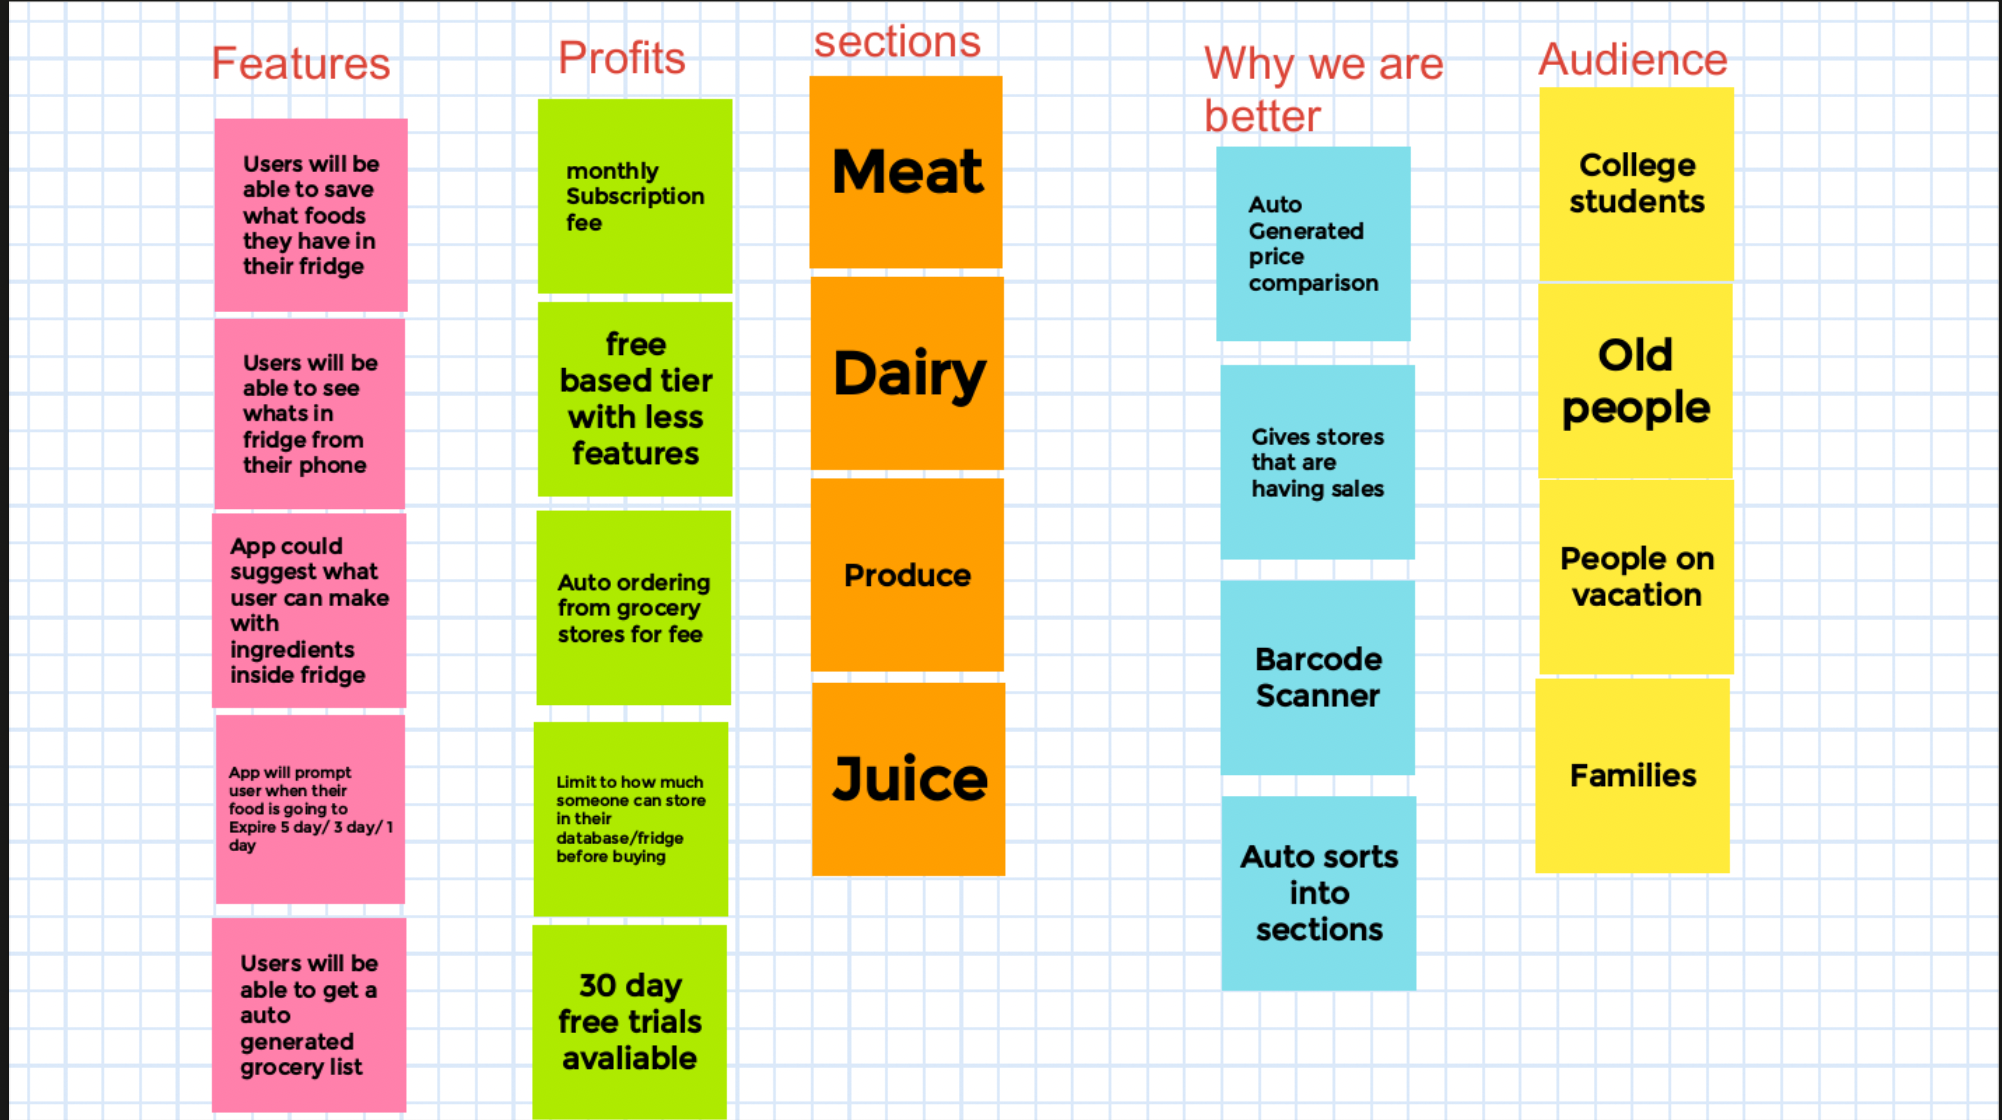 Features
Users will be
able to save
what foods
they have in
their fridge
Users will be
able to see
whats in
fridge from
their phone
App could
suggest what
user can make
with
ingredients
inside fridge
App will prompt
user when their
food is going to
Expire 5 day/ 3 day/ 1
day
Users will be
able to get a
auto
generated
grocery list
Profits
monthly
Subscription
fee
free
based tier
with less
features
Auto ordering
from grocery
stores for fee
Limit to how much
someone can store
in their
database/fridge
before buying
30 day
free trials
avaliable
sections
Meat
Dairy
Produce
Juice
Why we are
better
Auto
Generated
price
comparison
Gives stores
that are
having sales
Barcode
Scanner
Auto sorts
into
sections
Audience
College
students
Old
people
People on
vacation
Families